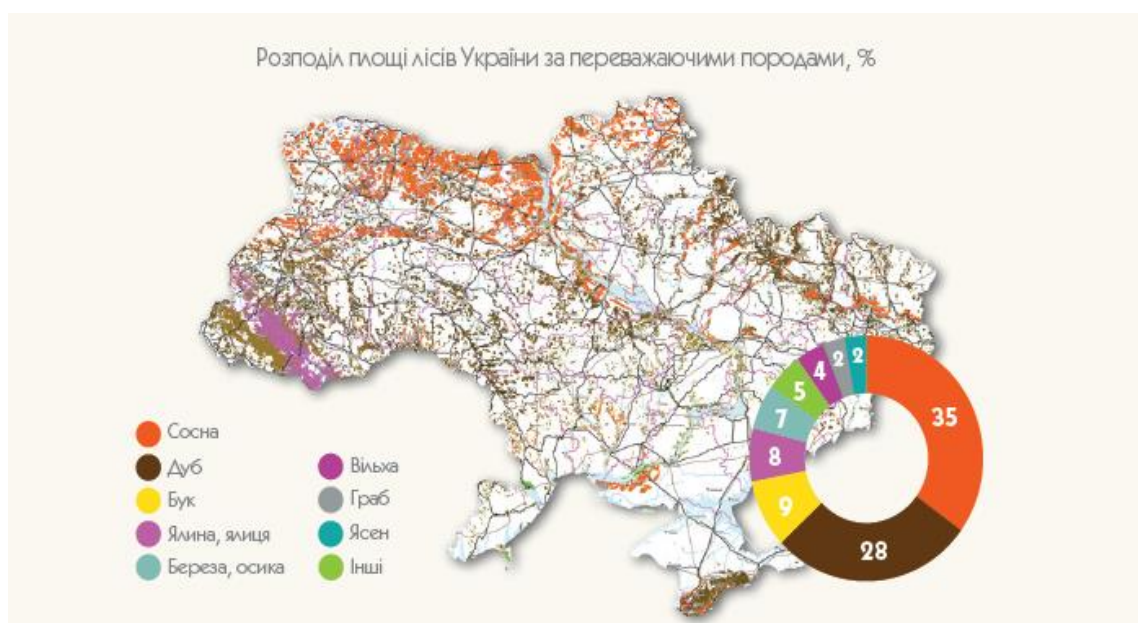 Розподіл площі лісів України за переважаючими породами, %
Сосна
Дуб
Бук
Ялина, ялиця
Береза, осика
Вільха
Граб
Ясен
Інші
35
28
9
8
7
5
4
2
2